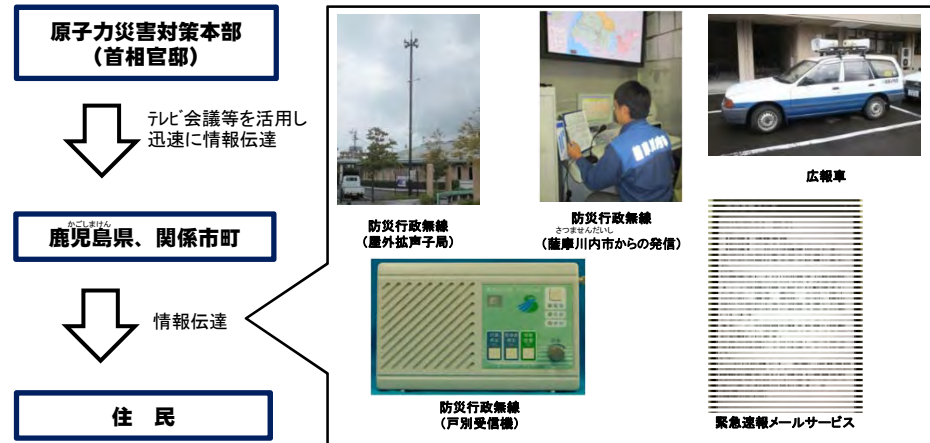 原子力災害対策本部
(首相官邸)
テレビ会議等を活用し
迅速に情報伝達
かごしまけん
鹿児島県、関係市町
情報伝達
住 民
防災行政無線
(屋外拡声子局)
防災行政無線
さつませんだいし
(薩摩川内市からの発信)
広報車
防災行政無線
(戸別受信機)
緊急速報メールサービス